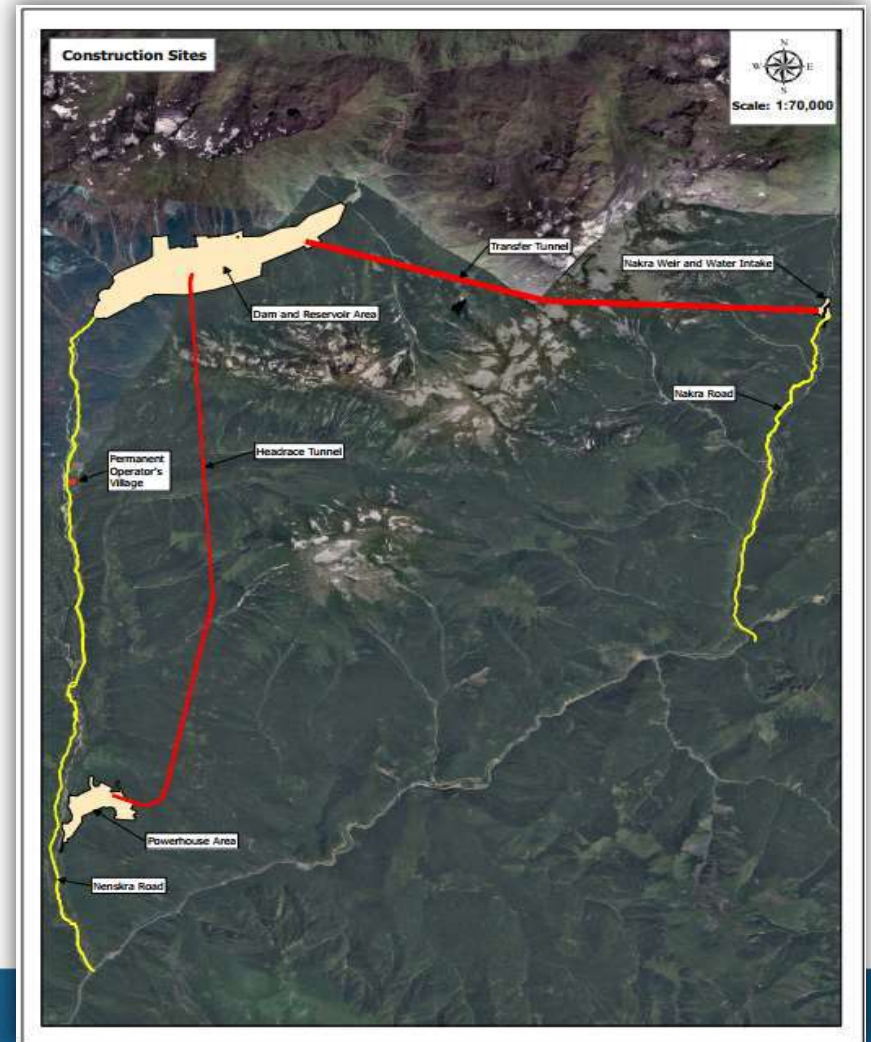 Construction Sites
N
W E
S
Scale: 1:70,000
Transfer Tunnel
Nakra Weir and Water Intake
Dam and Reservoir Area
Nakra Road
Headrace Tunnel
Permanent
Operator's
Village
Powerhouse Area
Nenskra Road